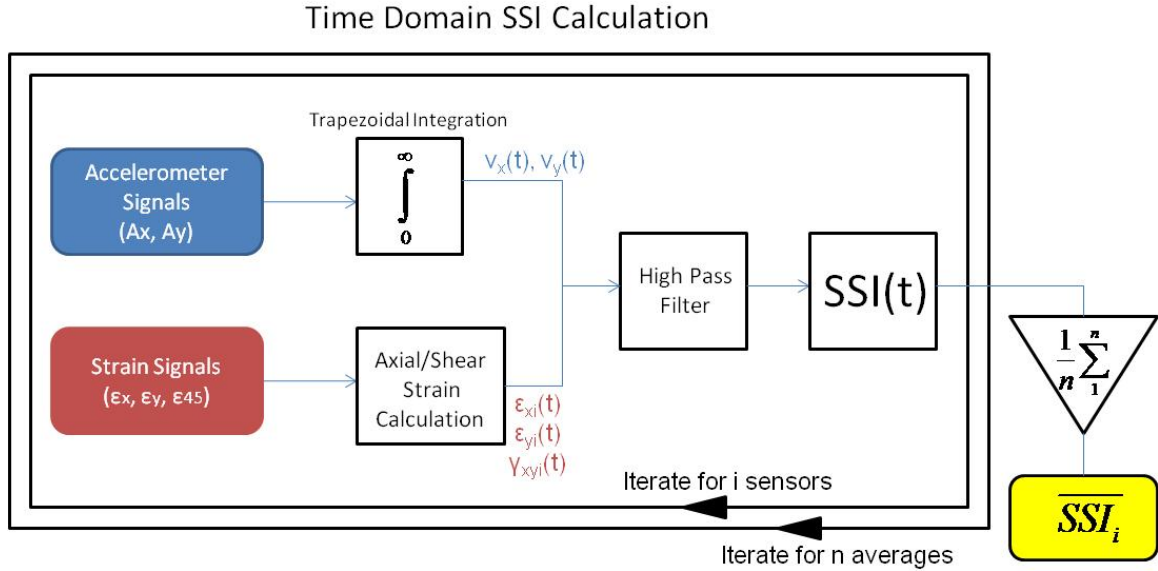 Time Domain SSI Calculation
Trapezoidal Integration
Accelerometer
Signals
(Ax, Ay)
∞
∫
0
vx(t), vy(t)
High Pass
Filter
SSI(t)
1/n ∑ n 1
Strain Signals
(εx, εy, ε45)
Axial/Shear
Strain
Calculation
εxi(t)
εyi(t)
γxyi(t)
Iterate for i sensors
Iterate for n averages
S̅S̅I̅ᵢ